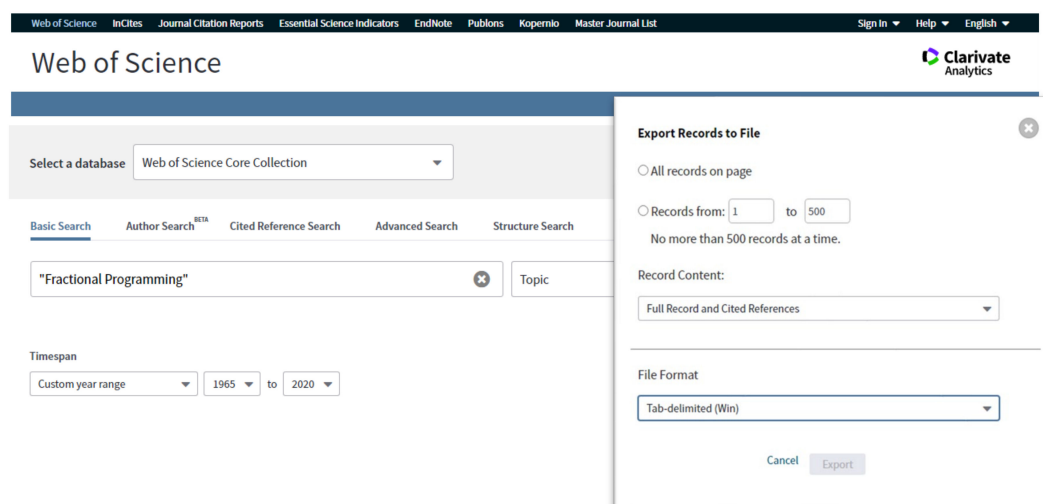 Web of Science InCites Journal Citation Reports Essential Science Indicators EndNote Publons Kopernio Master Journal List Sign In Help English
Web of Science
Clarivate
Analytics
Select a database Web of Science Core Collection
Basic Search Author Search BETA Cited Reference Search Advanced Search Structure Search
"Fractional Programming" Topic
Timespan
Custom year range 1965 to 2020
Export Records to File
All records on page
Records from: 1 to 500
No more than 500 records at a time.
Record Content:
Full Record and Cited References
File Format
Tab-delimited (Win)
Cancel Export